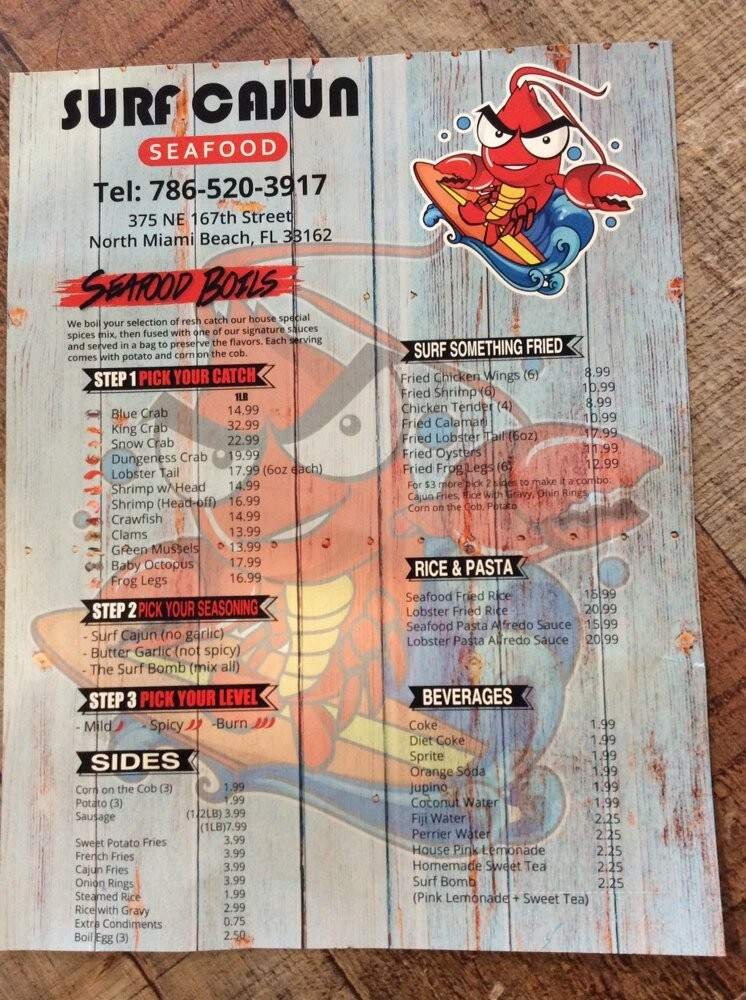 SURF CAJUN
SEAFOOD
Tel: 786-520-3917
375 NE 167th Street
North Miami Beach, FL 33162
SEAFOOD BOILS
We boil your selection of resh catch our house special
spices mix, then fused with one of our signature sauces
and served in a bag to preserve the flavors. Each serving
comes with potato and corn on the cob.
STEP 1 PICK YOUR CATCH
1LB
Blue Crab 14.99
King Crab 32.99
Snow Crab 22.99
Dungeness Crab 19.99
Lobster Tail 17.99 (6oz each)
Shrimp w/ Head 14.99
Shrimp (Head-off) 16.99
Crawfish 14.99
Clams 13.99
Green Mussels 13.99
Baby Octopus 17.99
Frog Legs 16.99
STEP 2 PICK YOUR SEASONING
- Surf Cajun (no garlic)
- Butter Garlic (not spicy)
- The Surf Bomb (mix all)
STEP 3 PICK YOUR LEVEL
- Mild - Spicy -Burn
SIDES
Corn on the Cob (3) 1.99
Potato (3) 1.99
Sausage (1/2LB) 3.99
(1LB)7.99
Sweet Potato Fries 3.99
French Fries 3.99
Cajun Fries 3.99
Onion Rings 3.99
Steamed Rice 1.99
Rice with Gravy 2.99
Extra Condiments 0.75
Boil Egg (3) 2.50
SURF SOMETHING FRIED
Fried Chicken Wings (6) 8.99
Fried Shrimp (6) 10.99
Chicken Tender (4) 8.99
Fried Calamari 10.99
Fried Lobster Tail (6oz) 17.99
Fried Oysters 11.99
Fried Frog Legs (6) 12.99
For $3 more pick 2 sides to make it a combo:
Cajun Fries, Rice with Gravy, Onin Rings
Corn on the Cob, Potato
RICE & PASTA
Seafood Fried Rice 15.99
Lobster Fried Rice 20.99
Seafood Pasta Alfredo Sauce 15.99
Lobster Pasta Alfredo Sauce 20.99
BEVERAGES
Coke 1.99
Diet Coke 1.99
Sprite 1.99
Orange Soda 1.99
Jupino 1.99
Coconut Water 1.99
Fiji Water 2.25
Perrier Water 2.25
House Pink Lemonade 2.25
Homemade Sweet Tea 2.25
Surf Bomb 2.25
(Pink Lemonade + Sweet Tea)